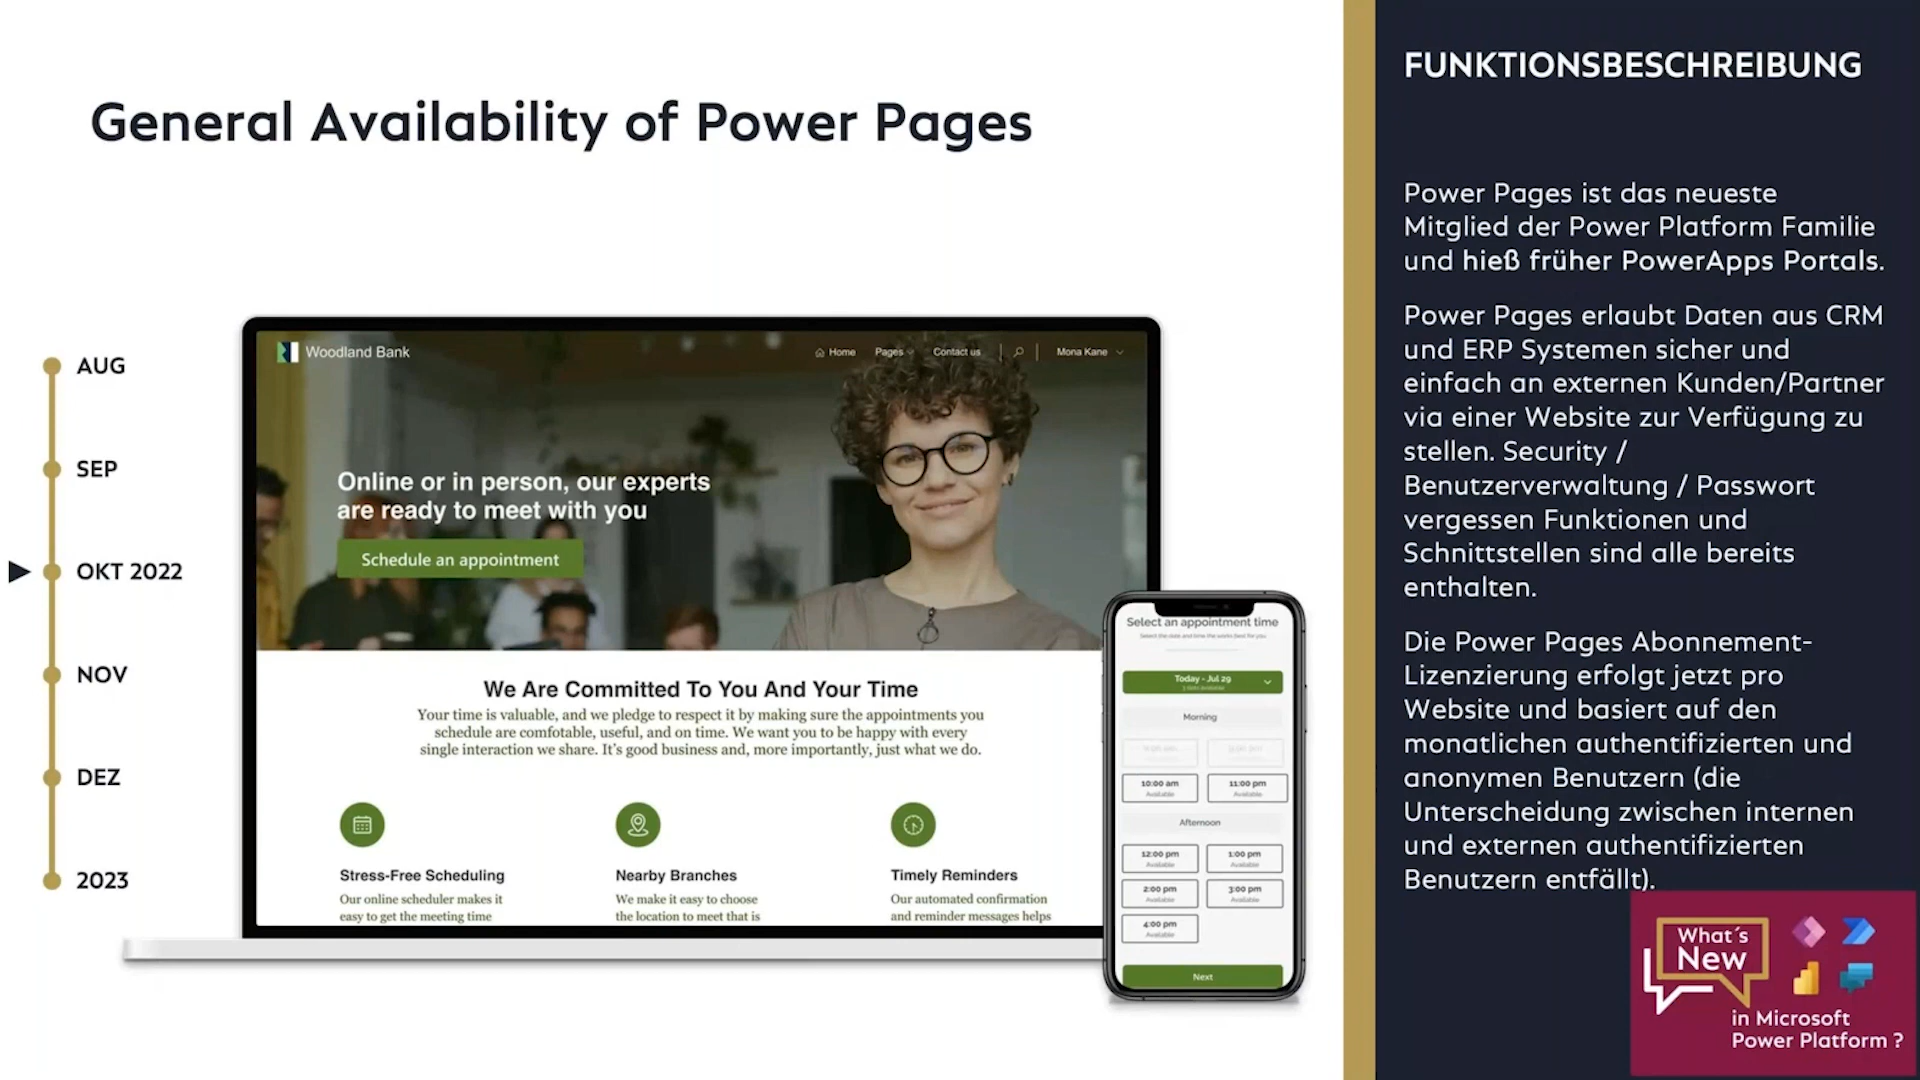 General Availability of Power Pages
AUG
SEP
OKT 2022
NOV
DEZ
2023
Woodland Bank
Home
Pages
Contact us
Mona Kane
Online or in person, our experts
are ready to meet with you
Schedule an appointment
We Are Committed To You And Your Time
Your time is valuable, and we pledge to respect it by making sure the appointments you
schedule are comfotable, useful, and on time. We want you to be happy with every
single interaction we share. It's good business and, more importantly, just what we do.
Stress-Free Scheduling
Our online scheduler makes it
easy to get the meeting time
Nearby Branches
We make it easy to choose
the location to meet that is
Timely Reminders
Our automated confirmation
and reminder messages helps
Select an appointment time
Today - Jul 29
Morning
10:00 am
Available
11:00 pm
Available
Afternoon
12:00 pm
Available
1:00 pm
Available
2:00 pm
Available
3:00 pm
Available
4:00 pm
Available
Next
FUNKTIONSBESCHREIBUNG
Power Pages ist das neueste
Mitglied der Power Platform Familie
und hieß früher PowerApps Portals.
Power Pages erlaubt Daten aus CRM
und ERP Systemen sicher und
einfach an externen Kunden/Partner
via einer Website zur Verfügung zu
stellen. Security /
Benutzerverwaltung / Passwort
vergessen Funktionen und
Schnittstellen sind alle bereits
enthalten.
Die Power Pages Abonnement-
Lizenzierung erfolgt jetzt pro
Website und basiert auf den
monatlichen authentifizierten und
anonymen Benutzern (die
Unterscheidung zwischen internen
und externen authentifizierten
Benutzern entfällt).
What´s
New
in Microsoft
Power Platform ?